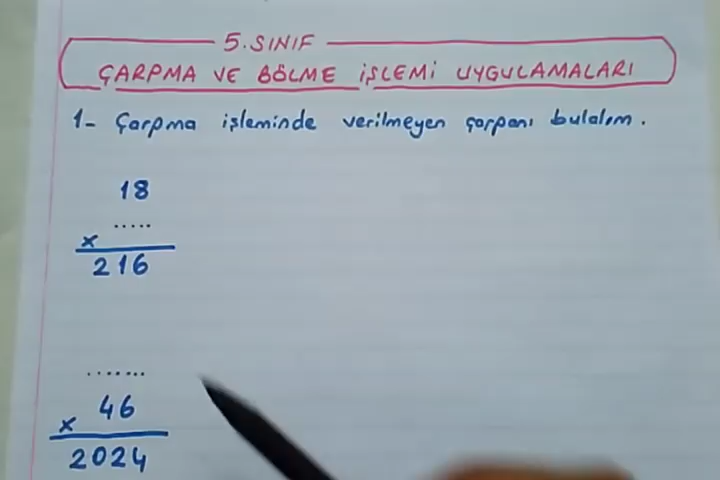 5. SINIF
ÇARPMA VE BÖLME İŞLEMİ UYGULAMALARI
1- Çarpma işleminde verilmeyen çarpanı bulalım.
18
.....
x
216
.......
46
x
2024